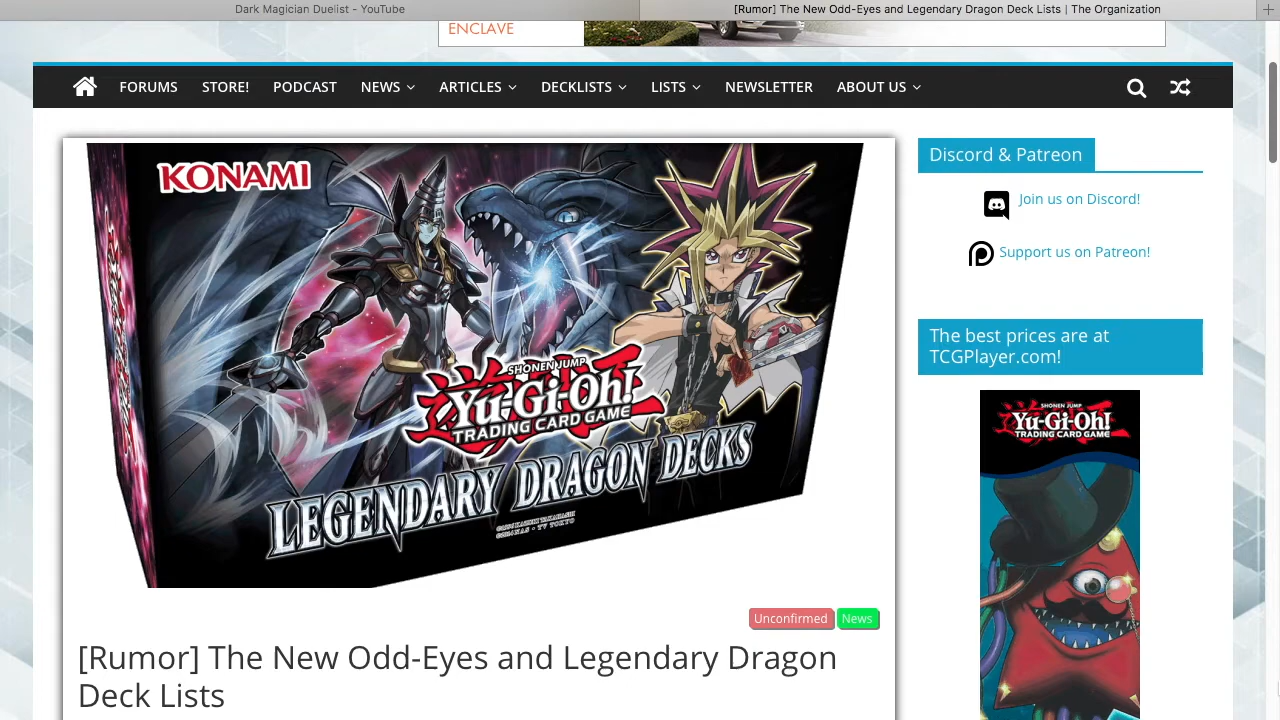 Dark Magician Duelist - YouTube
[Rumor] The New Odd-Eyes and Legendary Dragon Deck Lists | The Organization
ENCLAVE
FORUMS
STORE!
PODCAST
NEWS
ARTICLES
DECKLISTS
LISTS
NEWSLETTER
ABOUT US
KONAMI
SHONEN JUMP
Yu-Gi-Oh!
TRADING CARD GAME
LEGENDARY DRAGON DECKS
Unconfirmed
News
[Rumor] The New Odd-Eyes and Legendary Dragon
Deck Lists
Discord & Patreon
Join us on Discord!
Support us on Patreon!
The best prices are at
TCGPlayer.com!
SHONEN JUMP
Yu-Gi-Oh!
TRADING CARD GAME